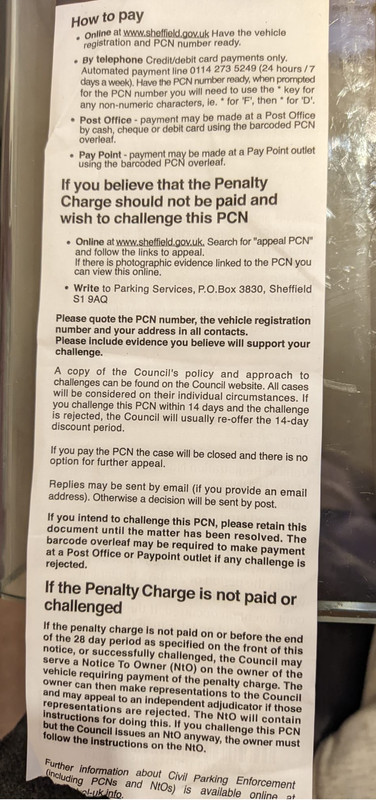 How to pay
• Online at www.sheffield.gov.uk Have the vehicle
registration and PCN number ready.
• By telephone Credit/debit card payments only.
Automated payment line 0114 273 5249 (24 hours / 7
days a week). Have the PCN number ready, when prompted
for the PCN number you will need to use the * key for
any non-numeric characters, ie. * for 'F', then * for 'D'.
• Post Office - payment may be made at a Post Office
by cash, cheque or debit card using the barcoded PCN
overleaf.
• Pay Point - payment may be made at a Pay Point outlet
using the barcoded PCN overleaf.
If you believe that the Penalty
Charge should not be paid and
wish to challenge this PCN
• Online at www.sheffield.gov.uk, Search for "appeal PCN"
and follow the links to appeal.
If there is photographic evidence linked to the PCN you
can view this online.
• Write to Parking Services, P.O.Box 3830, Sheffield
S1 9AQ
Please quote the PCN number, the vehicle registration
number and your address in all contacts.
Please include evidence you believe will support your
challenge.
A copy of the Council's policy and approach to
challenges can be found on the Council website. All cases
will be considered on their individual circumstances. If
you challenge this PCN within 14 days and the challenge
is rejected, the Council will usually re-offer the 14-day
discount period.
If you pay the PCN the case will be closed and there is no
option for further appeal.
Replies may be sent by email (if you provide an email
address). Otherwise a decision will be sent by post.
If you intend to challenge this PCN, please retain this
document until the matter has been resolved. The
barcode overleaf may be required to make payment
at a Post Office or Paypoint outlet if any challenge is
rejected.
If the Penalty Charge is not paid or
challenged
If the penalty charge is not paid on or before the end
of the 28 day period as specified on the front of this
notice, or successfully challenged, the Council may
serve a Notice To Owner (NtO) on the owner of the
vehicle requiring payment of the penalty charge. The
owner can then make representations to the Council
and may appeal to an independent adjudicator if those
representations are rejected. The NtO will contain
instructions for doing this. If you challenge this PCN
but the Council issues an NtO anyway, the owner must
follow the instructions on the NtO.
Further information about Civil Parking Enforcement
(including PCNs and NtOs) is available online at